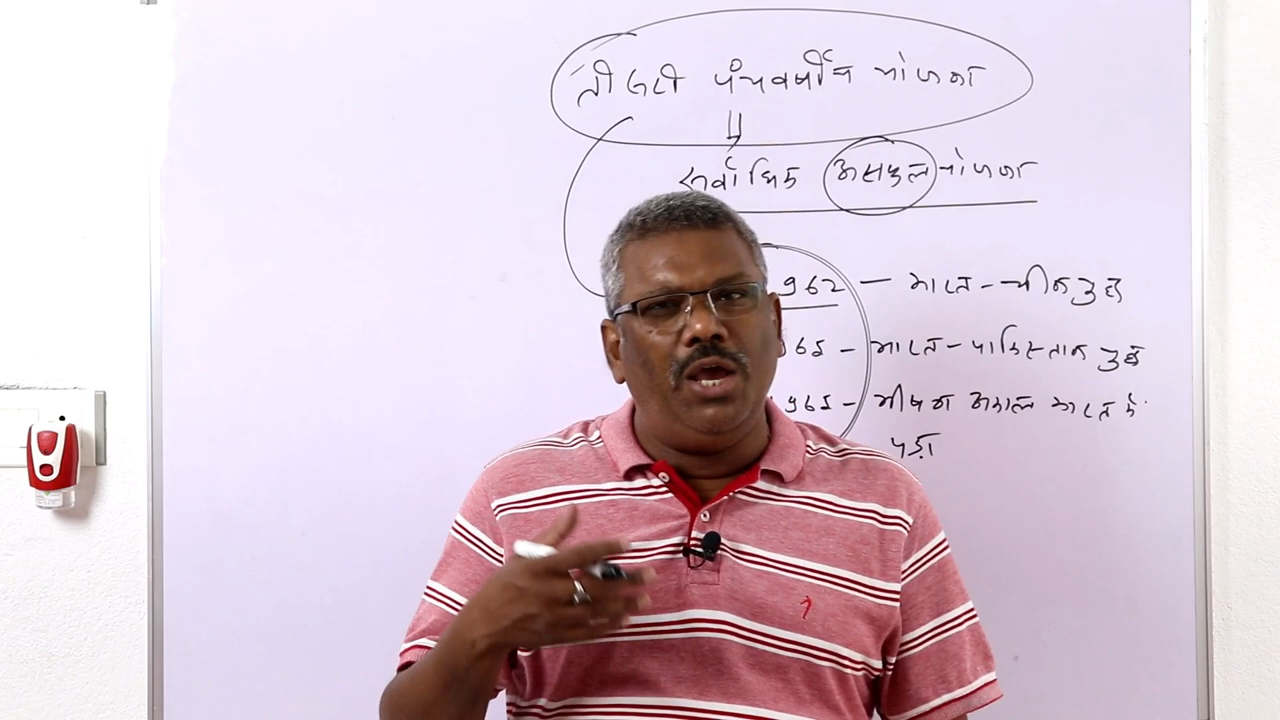 तीसरी पंचवर्षीय योजना
सर्वाधिक असफल योजना
962 – भारत-चीन युद्ध
965 – भारत-पाकिस्तान युद्ध
965 – भीषण अकाल भारत में
पड़ा